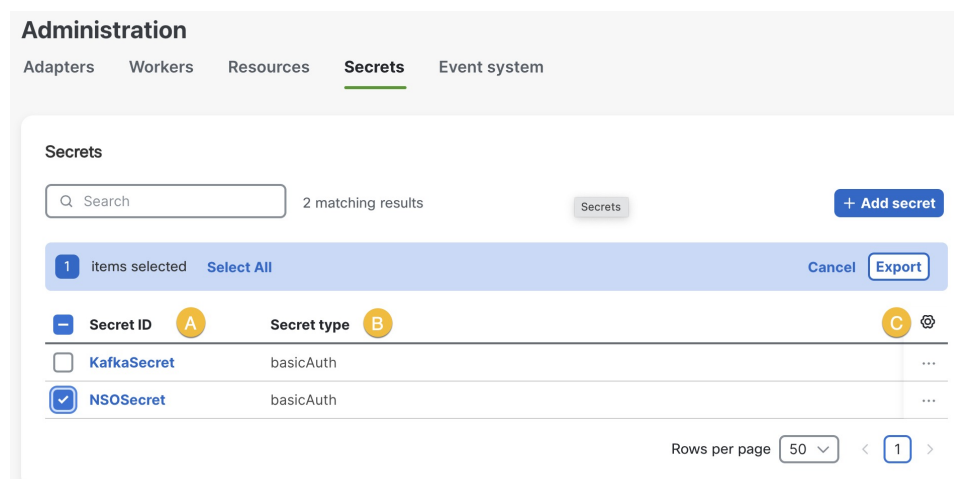 Administration
Adapters Workers Resources Secrets Event system
Secrets
Search 2 matching results Secrets + Add secret
1 items selected Select All Cancel Export
Secret ID A Secret type B C
KafkaSecret basicAuth ...
NSOSecret basicAuth ...
Rows per page 50 < 1 >